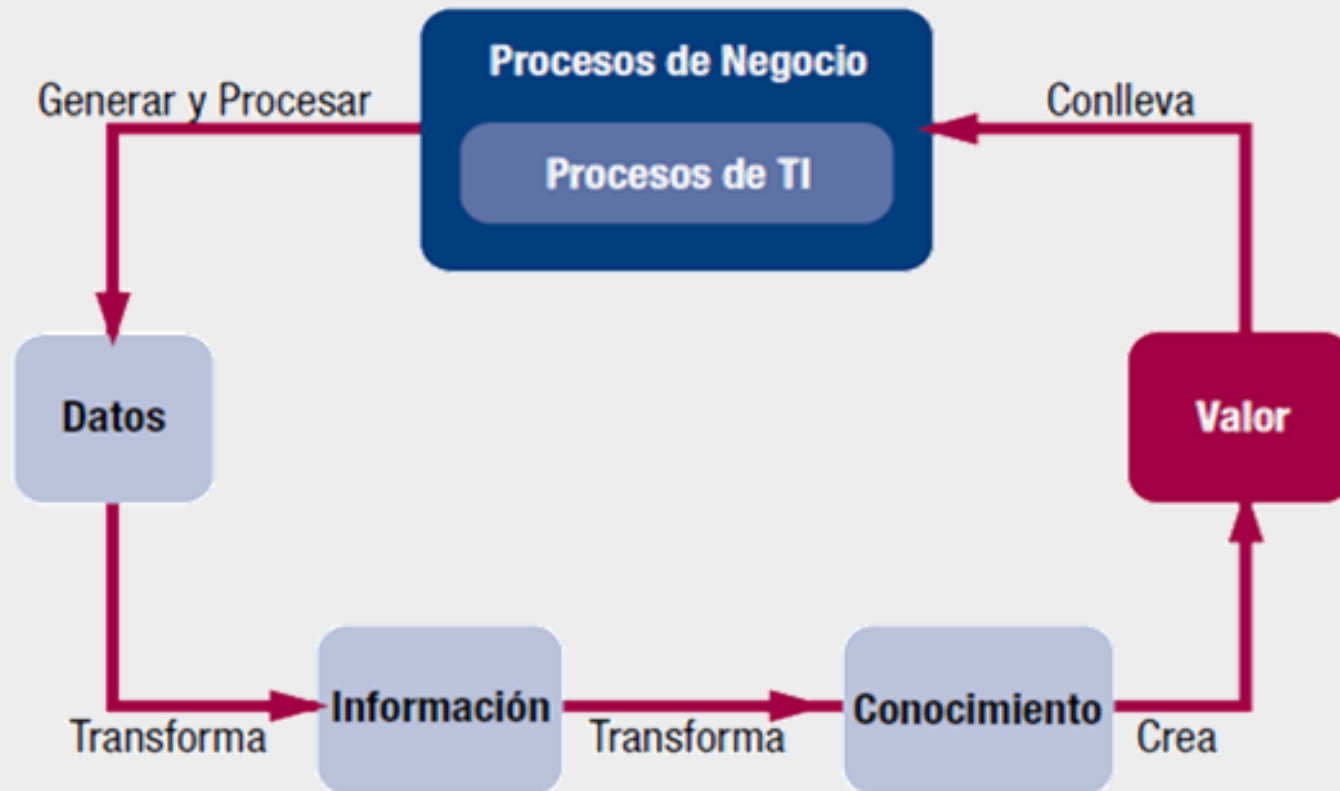 Procesos de Negocio
Generar y Procesar
Conlleva
Procesos de TI
Datos
Valor
Información
Conocimiento
Transforma
Transforma
Crea